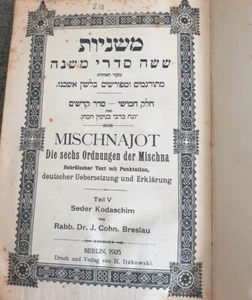 משניות
ששה סדרי משנה
מתורגמים ומפורשים בלשון אשכנז.
חלק חמישי — סדר קדשים
MISCHNAJOT
Die sechs Ordnungen der Mischna
Hebräischer Text mit Punktation,
deutscher Uebersetzung und Erklärung
Teil V
Seder Kodaschim
von
Rabb. Dr. J. Cohn. Breslau
BERLIN, 1925
Druck und Verlag von H. Itzkowski.